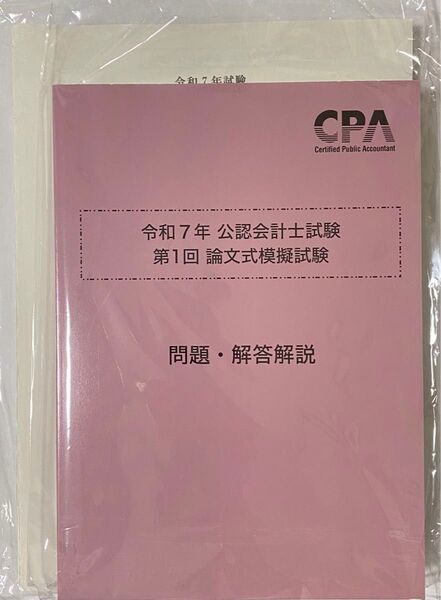 令和７年試験
CPA
Certified Public Accountant
令和７年 公認会計士試験
第１回 論文式模擬試験
問題・解答解説